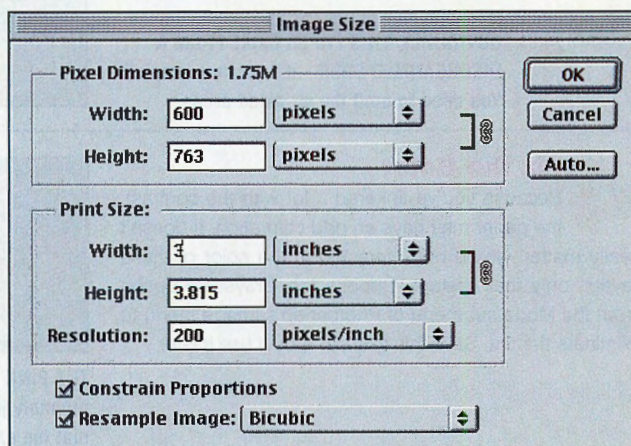 Image Size
Pixel Dimensions: 1.75M
OK
Width: 600 pixels
Cancel
Height: 763 pixels
Auto...
Print Size:
Width: 3 inches
Height: 3.815 inches
Resolution: 200 pixels/inch
Constrain Proportions
Resample Image: Bicubic